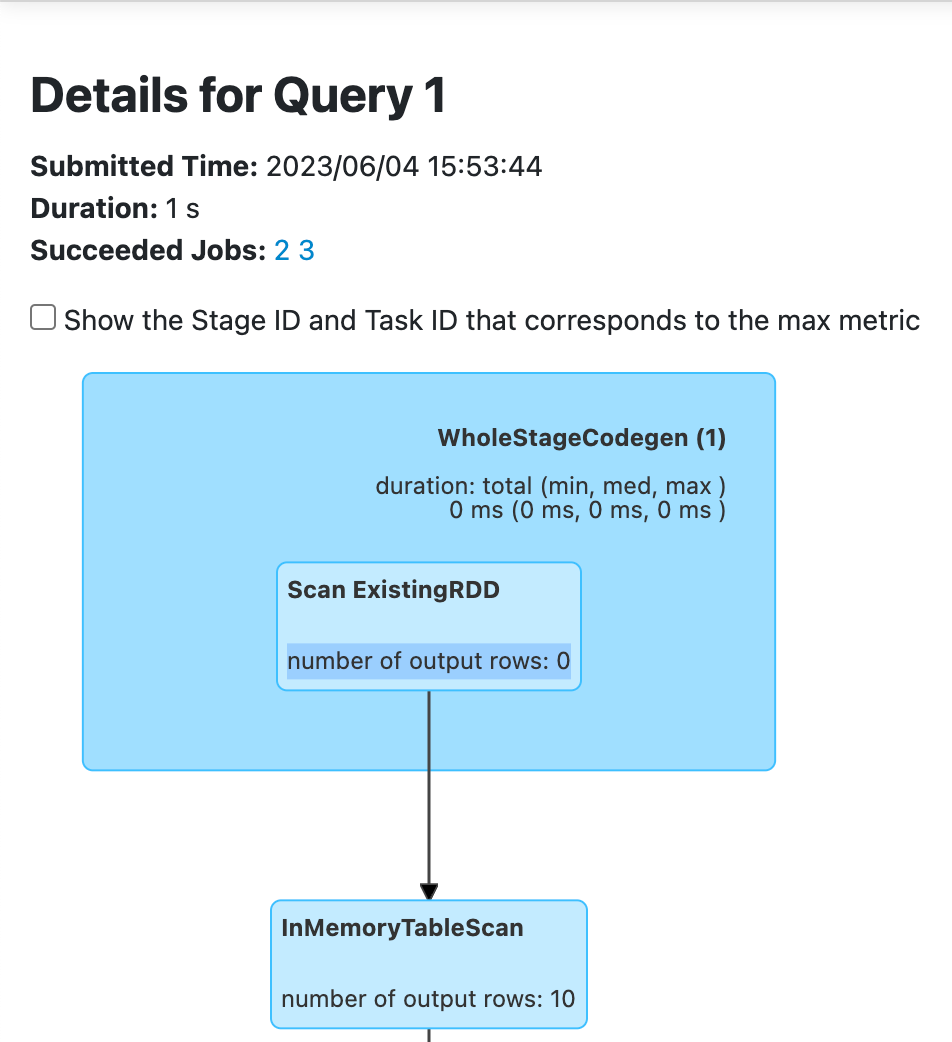 Details for Query 1
Submitted Time: 2023/06/04 15:53:44
Duration: 1 s
Succeeded Jobs: 2 3
Show the Stage ID and Task ID that corresponds to the max metric
WholeStageCodegen (1)
duration: total (min, med, max )
0 ms (0 ms, 0 ms, 0 ms )
Scan ExistingRDD
number of output rows: 0
InMemoryTableScan
number of output rows: 10